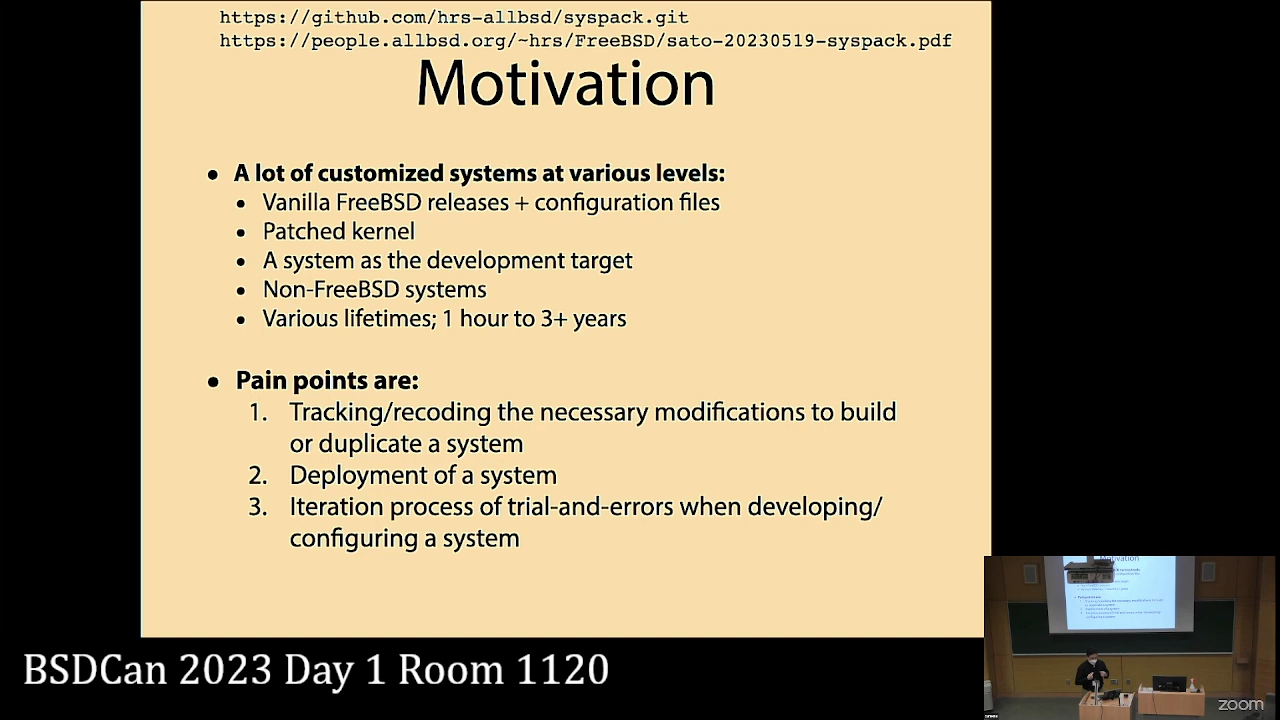 https://github.com/hrs-allbsd/syspack.git
https://people.allbsd.org/~hrs/FreeBSD/sato-20230519-syspack.pdf
Motivation
• A lot of customized systems at various levels:
• Vanilla FreeBSD releases + configuration files
• Patched kernel
• A system as the development target
• Non-FreeBSD systems
• Various lifetimes; 1 hour to 3+ years
• Pain points are:
1. Tracking/recoding the necessary modifications to build
or duplicate a system
2. Deployment of a system
3. Iteration process of trial-and-errors when developing/
configuring a system
Motivation
BSDCan 2023 Day 1 Room 1120
zoom